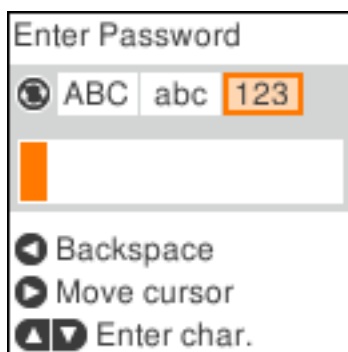 Enter Password
ABC abc 123
Backspace
Move cursor
Enter char.